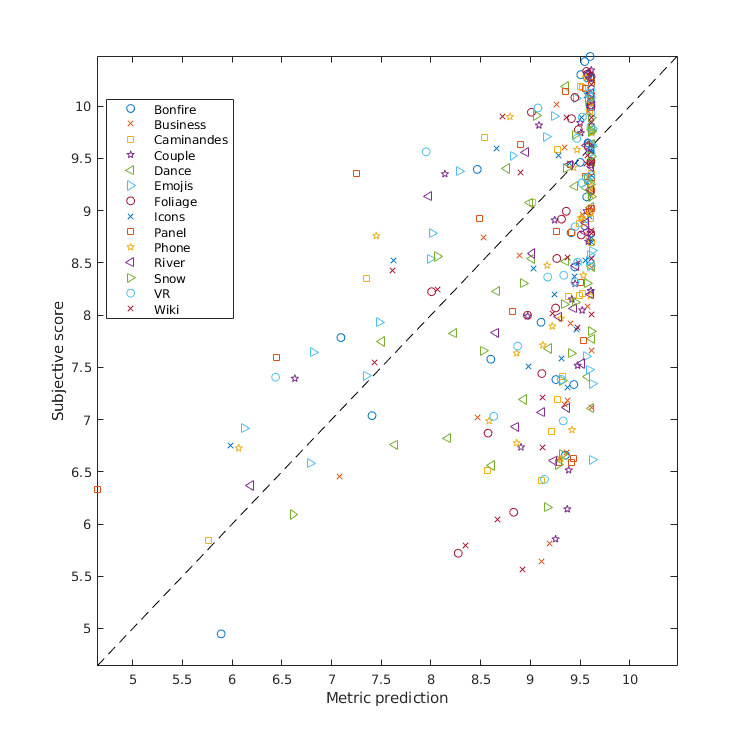 10
9.5
9
8.5
8
7.5
7
6.5
6
5.5
5
Subjective score
Bonfire
Business
Caminandes
Couple
Dance
Emojis
Foliage
Icons
Panel
Phone
River
Snow
VR
Wiki
5 5.5 6 6.5 7 7.5 8 8.5 9 9.5 10
Metric prediction